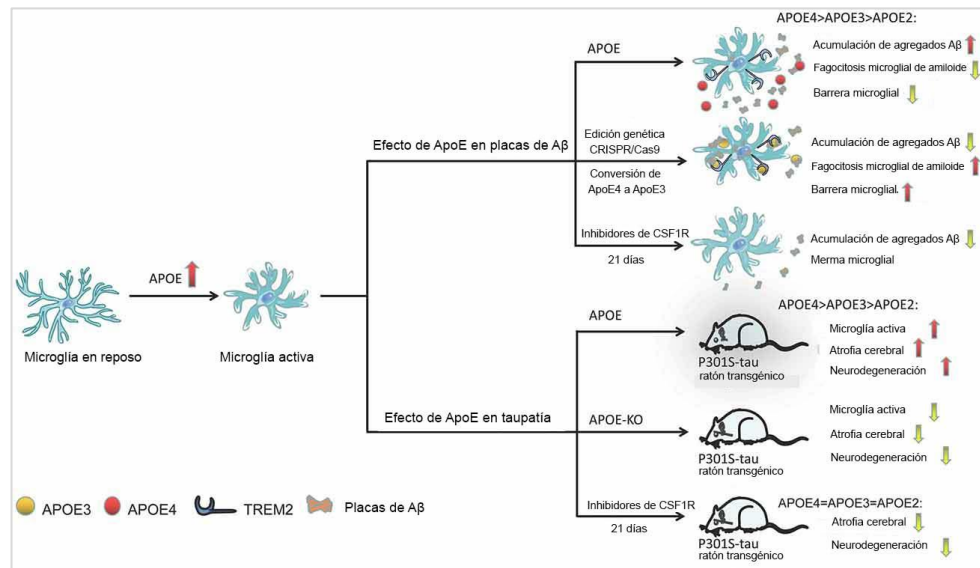 APOE4>APOE3>APOE2:
APOE
Acumulación de agregados Aβ
Fagocitosis microglial de amiloide
Barrera microglial
Efecto de ApoE en placas de Aβ
Edición genética
CRISPR/Cas9
Conversión de
ApoE4 a ApoE3
Acumulación de agregados Aβ
Fagocitosis microglial de amiloide
Barrera microglial.
Inhibidores de CSF1R
21 días
Acumulación de agregados Aβ
Merma microglial
APOE
Microglía en reposo
Microglía activa
APOE4>APOE3>APOE2:
APOE
P301S-tau
ratón transgénico
Microglía activa
Atrofia cerebral
Neurodegeneración
Efecto de ApoE en taupatía
APOE-KO
P301S-tau
ratón transgénico
Microglía activa
Atrofia cerebral
Neurodegeneración
Inhibidores de CSF1R
21 días
P301S-tau
ratón transgénico
APOE4=APOE3=APOE2:
Atrofia cerebral
Neurodegeneración
APOE3
APOE4
TREM2
Placas de Aβ